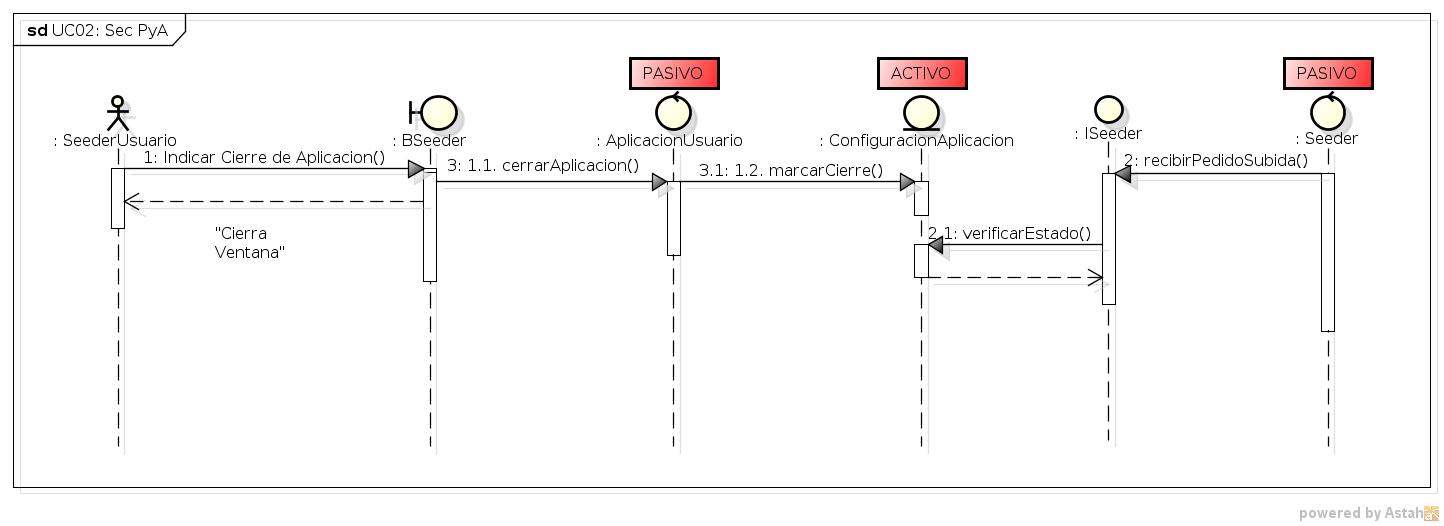 sd UC02: Sec PyA
PASIVO
ACTIVO
PASIVO
: SeederUsuario
: BSeeder
: AplicacionUsuario
: ConfiguracionAplicacion
: ISeeder
: Seeder
1: Indicar Cierre de Aplicacion()
3: 1.1. cerrarAplicacion()
3.1: 1.2. marcarCierre()
2: recibirPedidoSubida()
"Cierra
Ventana"
2.1: verificarEstado()
powered by Astah